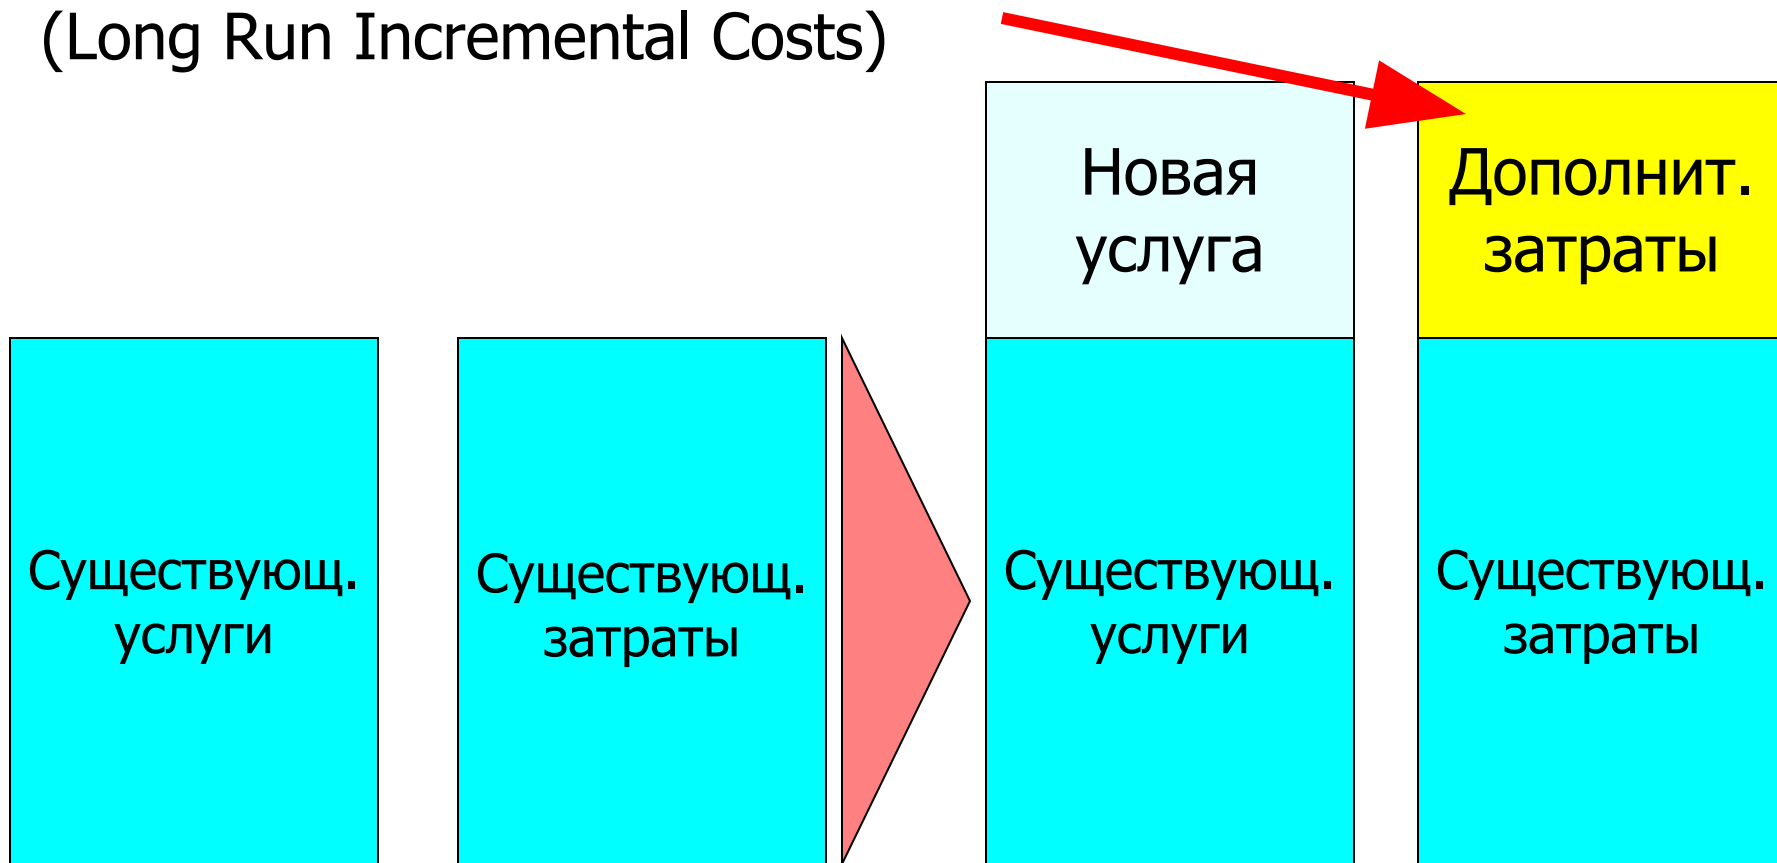 (Long Run Incremental Costs)
Новая
услуга
Дополнит.
затраты
Существующ.
услуги
Существующ.
затраты
Существующ.
услуги
Существующ.
затраты